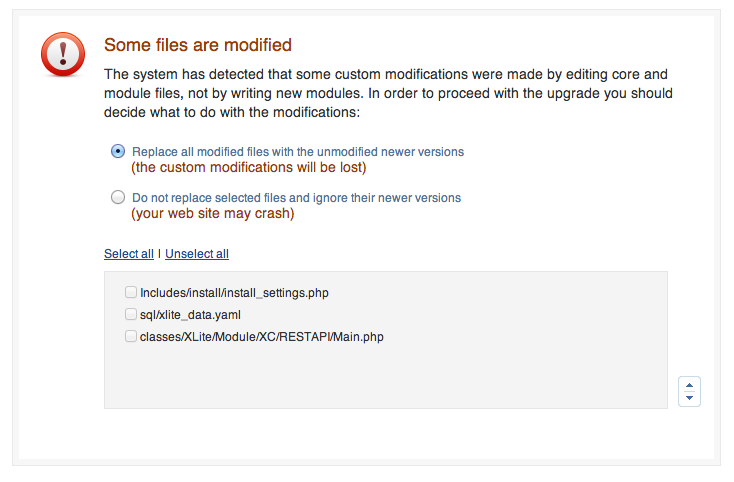 Some files are modified
The system has detected that some custom modifications were made by editing core and
module files, not by writing new modules. In order to proceed with the upgrade you should
decide what to do with the modifications:
Replace all modified files with the unmodified newer versions
(the custom modifications will be lost)
Do not replace selected files and ignore their newer versions
(your web site may crash)
Select all | Unselect all
Includes/install/install_settings.php
sql/xlite_data.yaml
classes/XLite/Module/XC/RESTAPI/Main.php